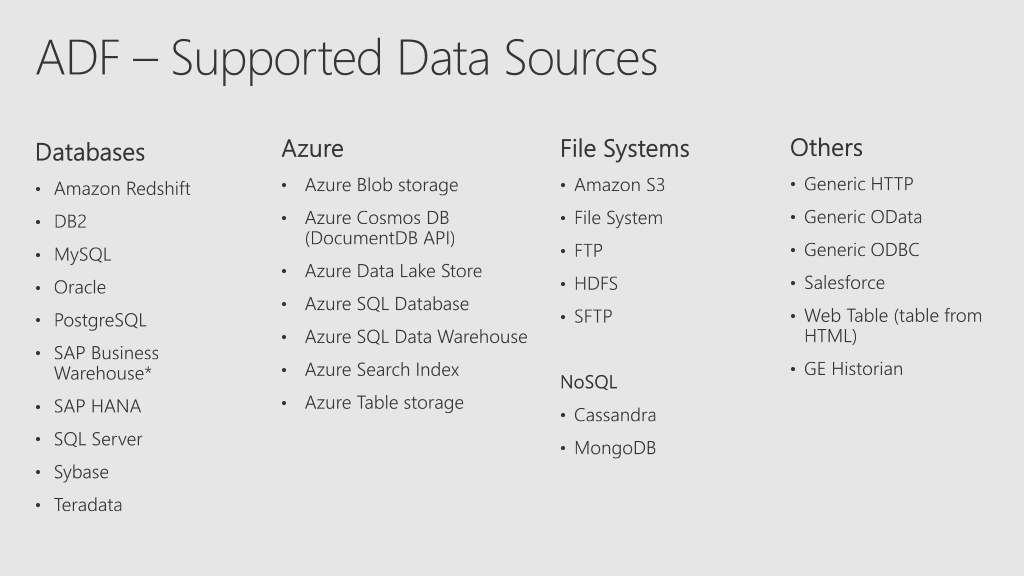 ADF – Supported Data Sources
Databases
• Amazon Redshift
• DB2
• MySQL
• Oracle
• PostgreSQL
• SAP Business
Warehouse*
• SAP HANA
• SQL Server
• Sybase
• Teradata
Azure
• Azure Blob storage
• Azure Cosmos DB
(DocumentDB API)
• Azure Data Lake Store
• Azure SQL Database
• Azure SQL Data Warehouse
• Azure Search Index
• Azure Table storage
File Systems
• Amazon S3
• File System
• FTP
• HDFS
• SFTP
NoSQL
• Cassandra
• MongoDB
Others
• Generic HTTP
• Generic OData
• Generic ODBC
• Salesforce
• Web Table (table from
HTML)
• GE Historian